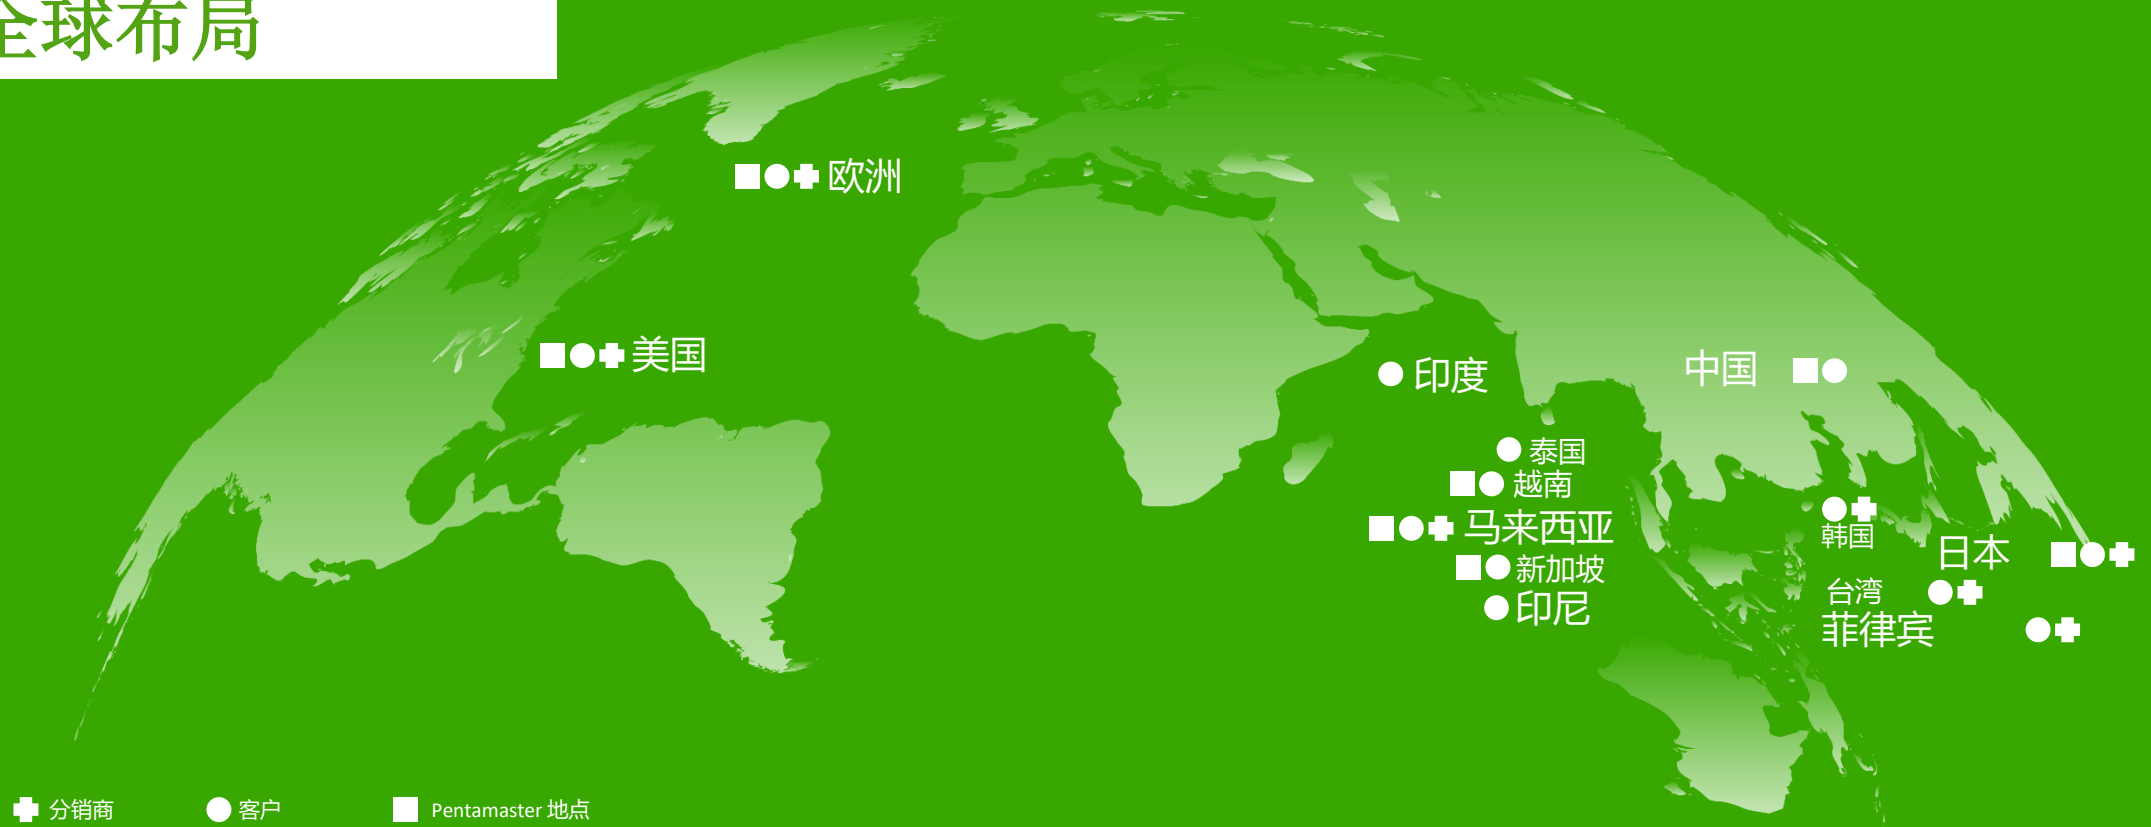 全球布局
欧洲
美国
印度
中国
泰国
越南
马来西亚
新加坡
印尼
韩国
日本
台湾
菲律宾
分销商
客户
Pentamaster 地点